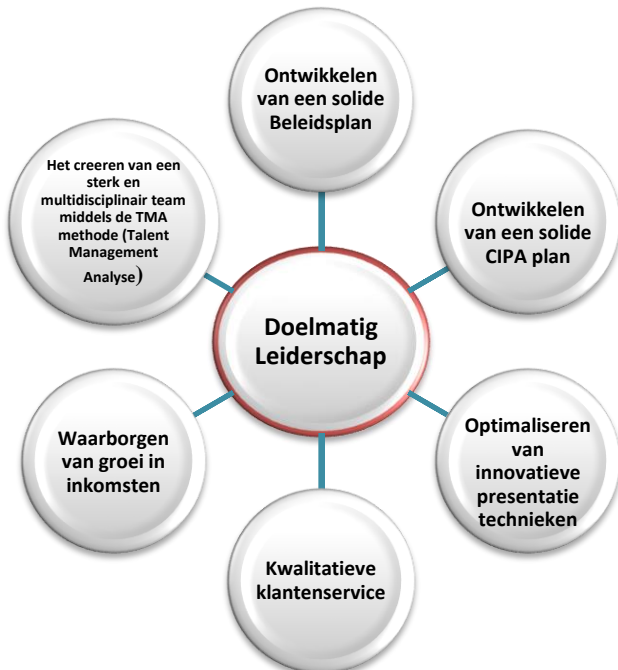 Ontwikkelen
van een solide
Beleidsplan
Het creeren van een
sterk en
multidisciplinair team
middels de TMA
methode (Talent
Management
Analyse)
Ontwikkelen
van een solide
CIPA plan
Doelmatig
Leiderschap
Waarborgen
van groei in
inkomsten
Optimaliseren
van
innovatieve
presentatie
technieken
Kwalitatieve
klantenservice